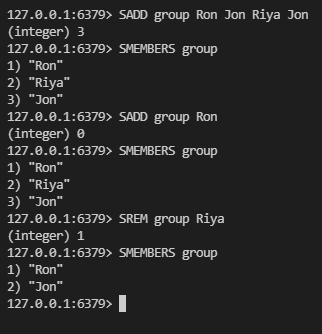 127.0.0.1:6379> SADD group Ron Jon Riya Jon
(integer) 3
127.0.0.1:6379> SMEMBERS group
1) "Ron"
2) "Riya"
3) "Jon"
127.0.0.1:6379> SADD group Ron
(integer) 0
127.0.0.1:6379> SMEMBERS group
1) "Ron"
2) "Riya"
3) "Jon"
127.0.0.1:6379> SREM group Riya
(integer) 1
127.0.0.1:6379> SMEMBERS group
1) "Ron"
2) "Jon"
127.0.0.1:6379>